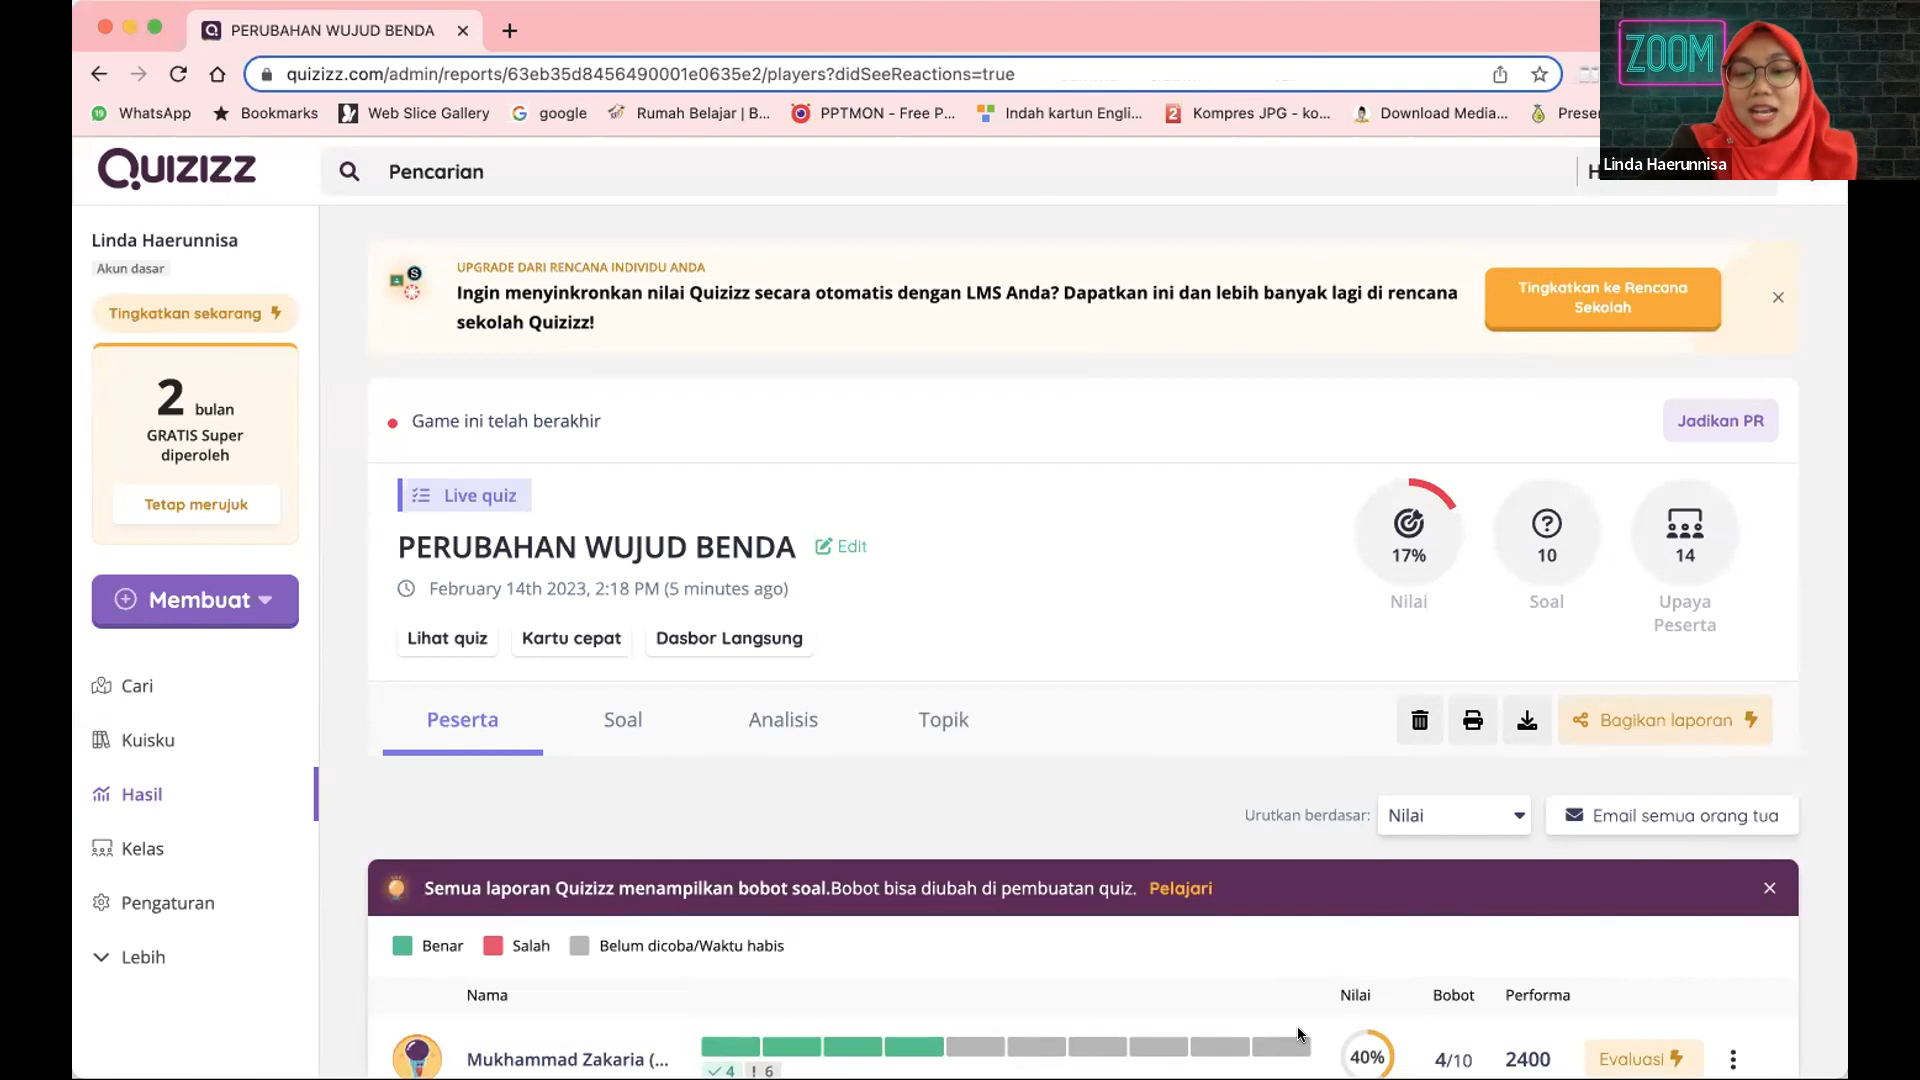 PERUBAHAN WUJUD BENDA
quizizz.com/admin/reports/63eb35d8456490001e0635e2/players?didSeeReactions=true
19 WhatsApp
Bookmarks
Web Slice Gallery
google
Rumah Belajar | B...
PPTMON - Free P...
Indah kartun Engli...
2 Kompres JPG - ko...
Download Media...
ZOOM
Linda Haerunnisa
QUIZIZZ
Pencarian
Linda Haerunnisa
Akun dasar
Tingkatkan sekarang
2 bulan
GRATIS Super
diperoleh
Tetap merujuk
Membuat
Cari
Kuisku
Hasil
Kelas
Pengaturan
Lebih
UPGRADE DARI RENCANA INDIVIDU ANDA
Ingin menyinkronkan nilai Quizizz secara otomatis dengan LMS Anda? Dapatkan ini dan lebih banyak lagi di rencana
sekolah Quizizz!
Tingkatkan ke Rencana
Sekolah
Game ini telah berakhir
Jadikan PR
Live quiz
PERUBAHAN WUJUD BENDA
Edit
February 14th 2023, 2:18 PM (5 minutes ago)
17%
Nilai
10
Soal
14
Upaya
Peserta
Lihat quiz
Kartu cepat
Dasbor Langsung
Peserta
Soal
Analisis
Topik
Bagikan laporan
Urutkan berdasar:
Nilai
Email semua orang tua
Semua laporan Quizizz menampilkan bobot soal.Bobot bisa diubah di pembuatan quiz. Pelajari
Benar
Salah
Belum dicoba/Waktu habis
Nama
Nilai
Bobot
Performa
Mukhammad Zakaria (...
4
! 6
40%
4/10
2400
Evaluasi